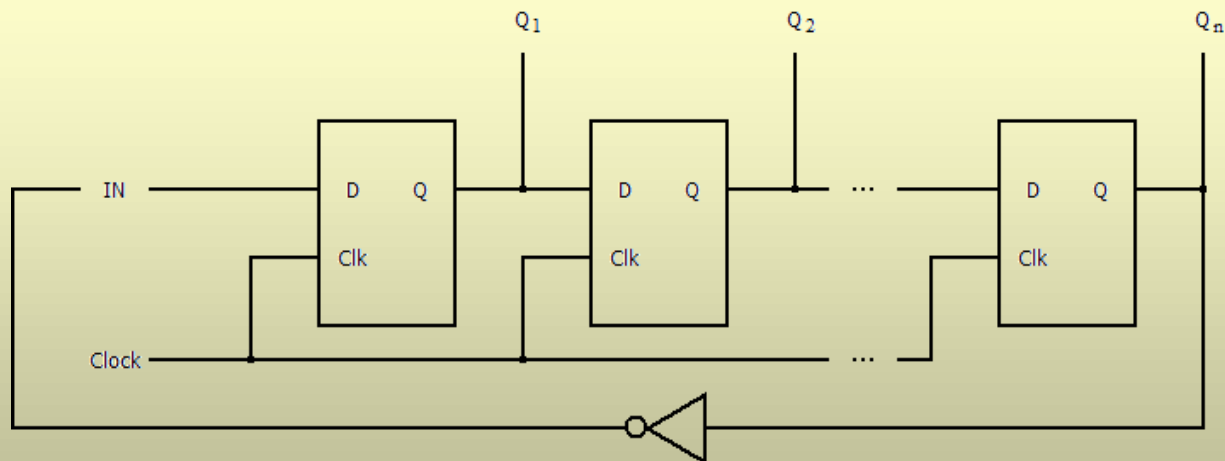 Q1 Q2 Qn
IN D Q D Q ... D Q
Clk Clk Clk
Clock ...